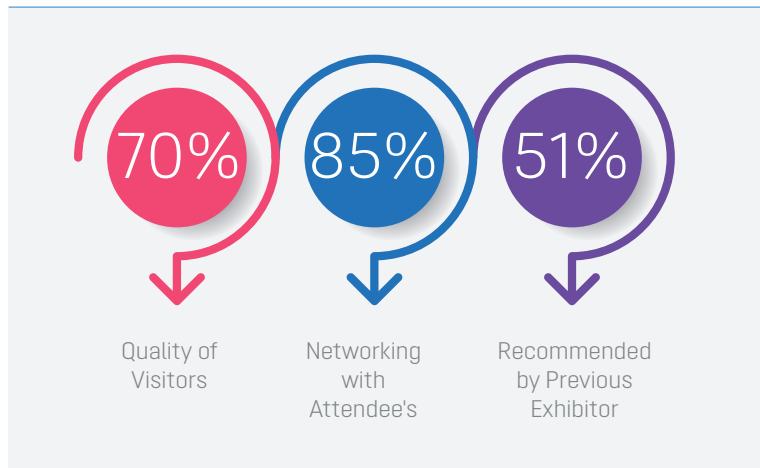 70%
85%
51%
Quality of
Visitors
Networking
with
Attendee's
Recommended
by Previous
Exhibitor